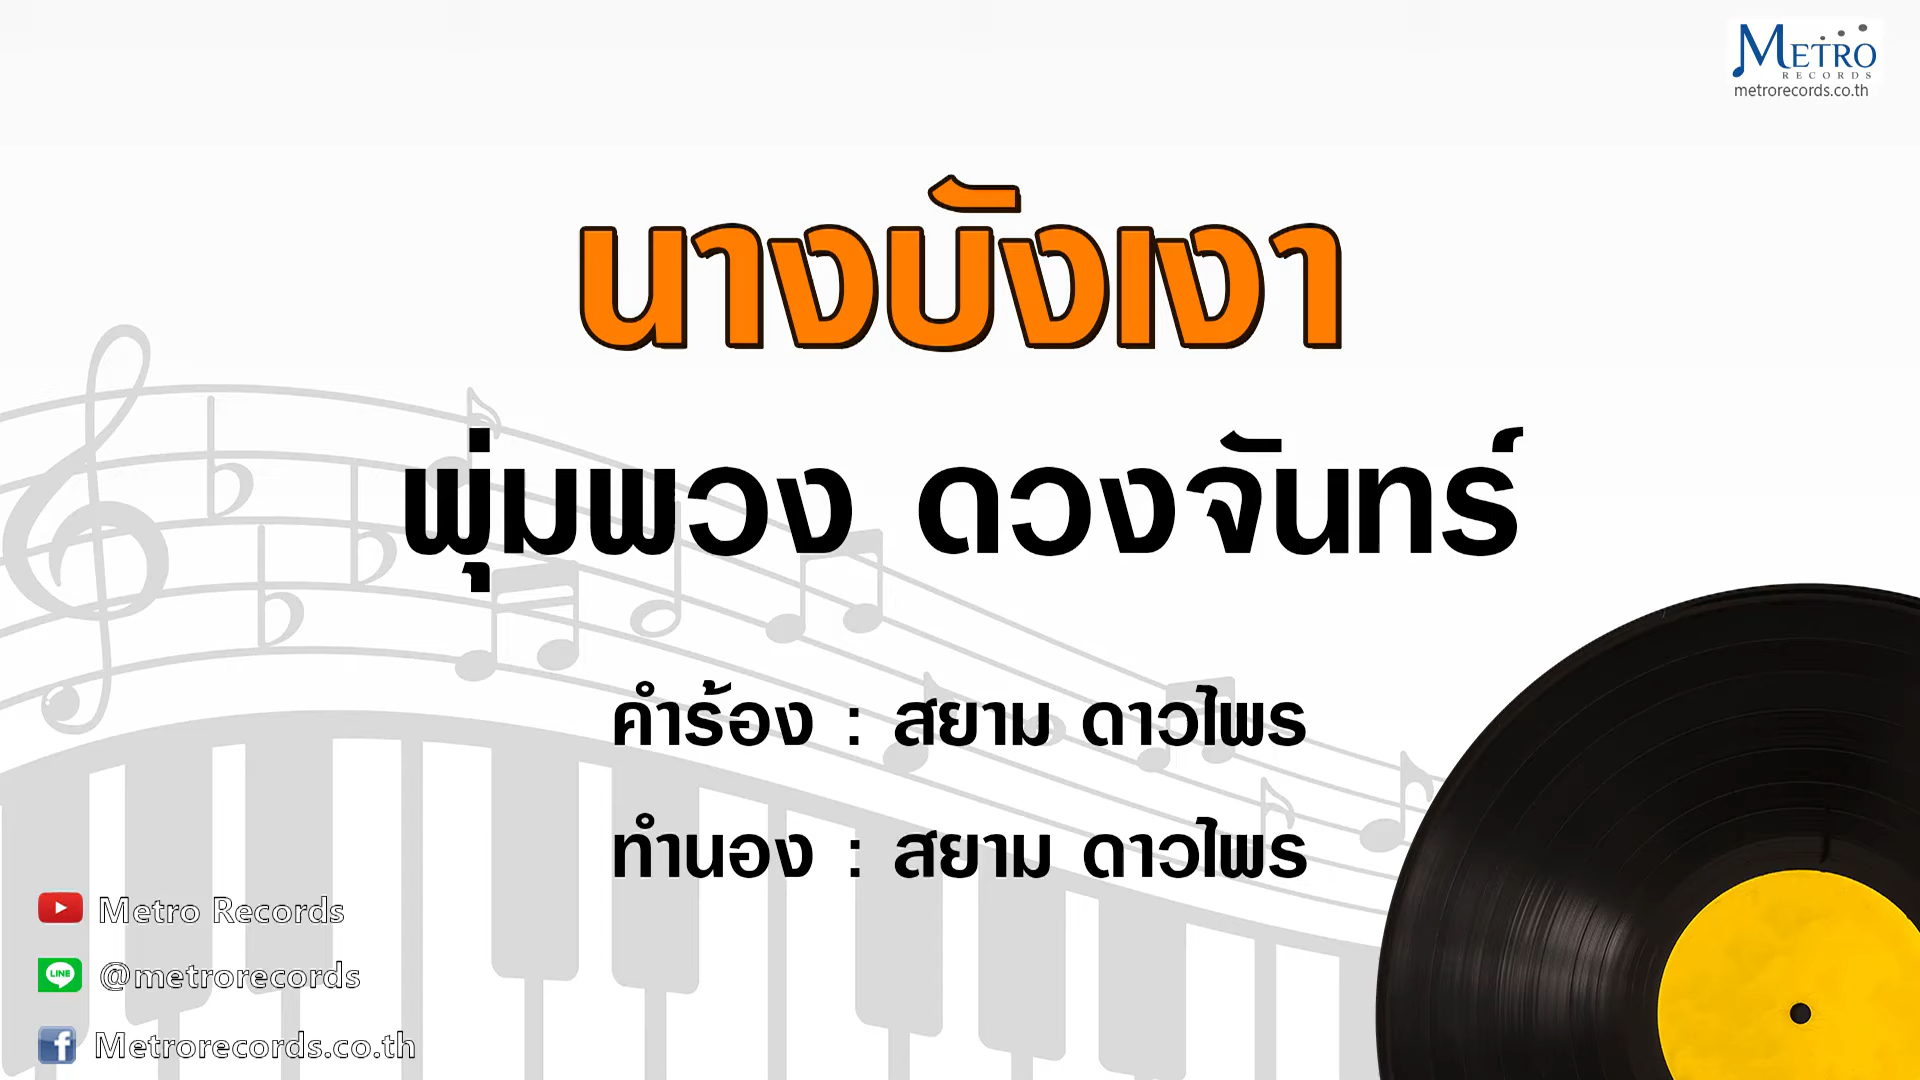 METRO
RECORDS
metrorecords.co.th
นางบังเงา
พุ่มพวง ดวงจันทร์
คำร้อง : สยาม ดาวไพร
ทำนอง : สยาม ดาวไพร
Metro Records
LINE @metrorecords
Metrorecords.co.th